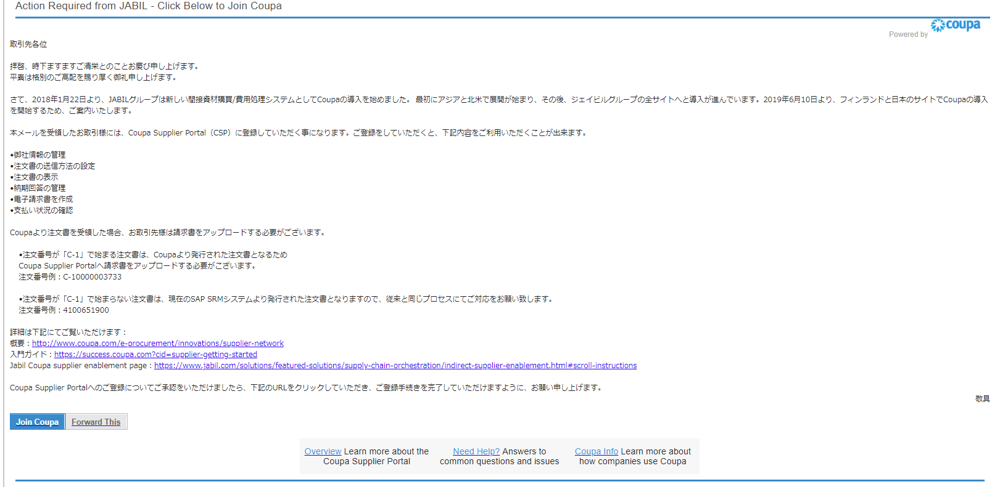 Action Required from JABIL - Click Below to Join Coupa
Powered by coupa
取引先各位
拝啓、時下ますますご清栄とのことお慶び申し上げます。
平素は格別のご高配を賜り厚く御礼申し上げます。
さて、2018年1月22日より、JABILグループは新しい間接資材購買/費用処理システムとしてCoupaの導入を始めました。 最初にアジアと北米で展開が始まり、その後、ジェイビルグループの全サイトへと導入が進んでいます。2019年6月10日より、フィンランドと日本のサイトでCoupaの導入
を開始するため、ご案内いたします。
本メールを受領したお取引様には、Coupa Supplier Portal（CSP）に登録していただく事になります。ご登録をしていただくと、下記内容をご利用いただくことが出来ます。
•御社情報の管理
•注文書の送信方法の設定
•注文書の表示
•納期回答の管理
•電子請求書を作成
•支払い状況の確認
Coupaより注文書を受領した場合、お取引先様は請求書をアップロードする必要がございます。
•注文番号が「C-1」で始まる注文書は、Coupaより発行された注文書となるため
Coupa Supplier Portalへ請求書をアップロードする必要がこざいます。
注文番号例：C-10000003733
•注文番号が「C-1」で始まらない注文書は、現在のSAP SRMシステムより発行された注文書となりますので、従来と同じプロセスにてご対応をお願い致します。
注文番号例：4100651900
詳細は下記にてご覧いただけます：
概要：http://www.coupa.com/e-procurement/innovations/supplier-network
入門ガイド：https://success.coupa.com?cid=supplier-getting-started
Jabil Coupa supplier enablement page：https://www.jabil.com/solutions/featured-solutions/supply-chain-orchestration/indirect-supplier-enablement.html#scroll-instructions
Coupa Supplier Portalへのご登録についてご承認をいただけましたら、下記のURLをクリックしていただき、ご登録手続きを完了していただけますように、お願い申し上げます。
敬具
Join Coupa Forward This
Overview Learn more about the
Coupa Supplier Portal
Need Help? Answers to
common questions and issues
Coupa Info Learn more about
how companies use Coupa